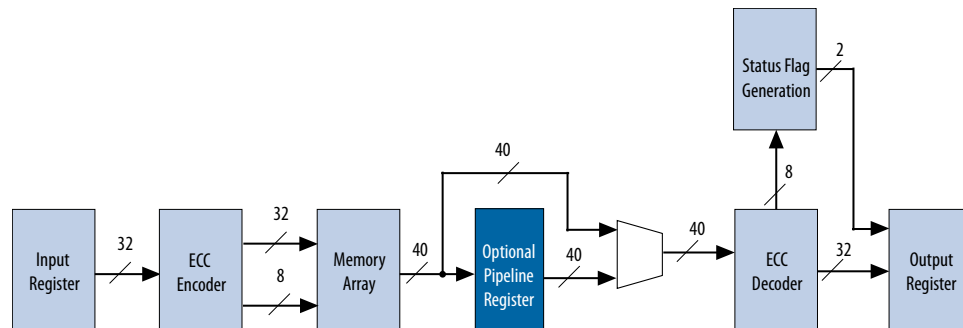 2
Status Flag
Generation
40
8
32
32
40
40
40
32
Input
Register
ECC
Encoder
8
Memory
Array
Optional
Pipeline
Register
ECC
Decoder
Output
Register